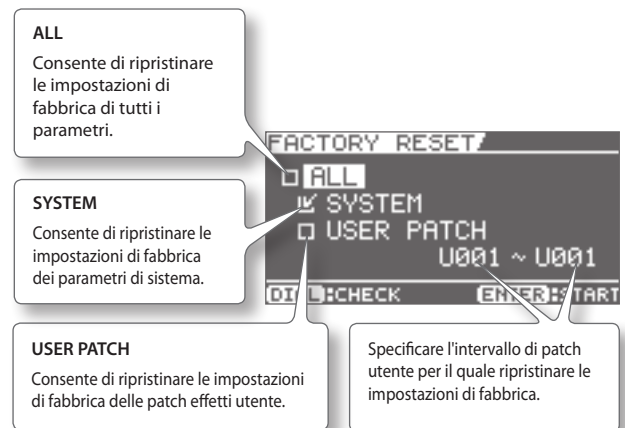 ALL
Consente di ripristinare
le impostazioni di
fabbrica di tutti i
parametri.
SYSTEM
Consente di ripristinare le
impostazioni di fabbrica
dei parametri di sistema.
FACTORY RESET
ALL
SYSTEM
USER PATCH
U001 ~ U001
:CHECK
ENTER:START
USER PATCH
Consente di ripristinare le impostazioni
di fabbrica delle patch effetti utente.
Specificare l'intervallo di patch
utente per il quale ripristinare le
impostazioni di fabbrica.